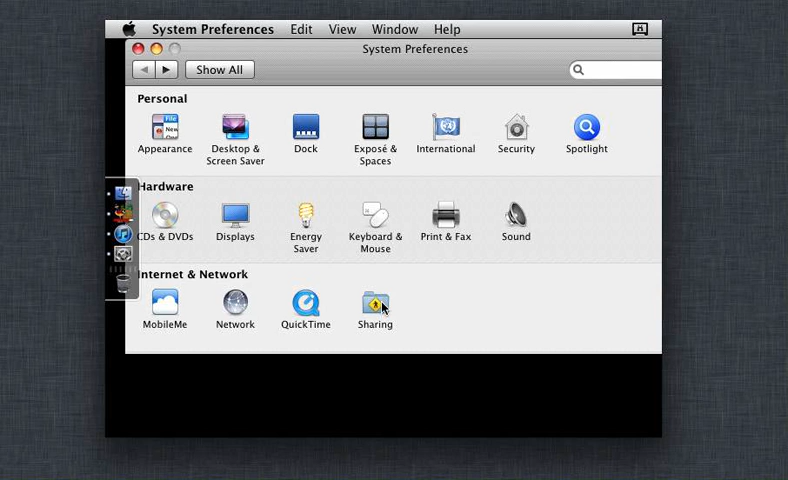 System Preferences Edit View Window Help
System Preferences
Show All
Personal
Appearance Desktop & Screen Saver Dock Exposé & Spaces International Security Spotlight
Hardware
CDs & DVDs Displays Energy Saver Keyboard & Mouse Print & Fax Sound
Internet & Network
MobileMe Network QuickTime Sharing